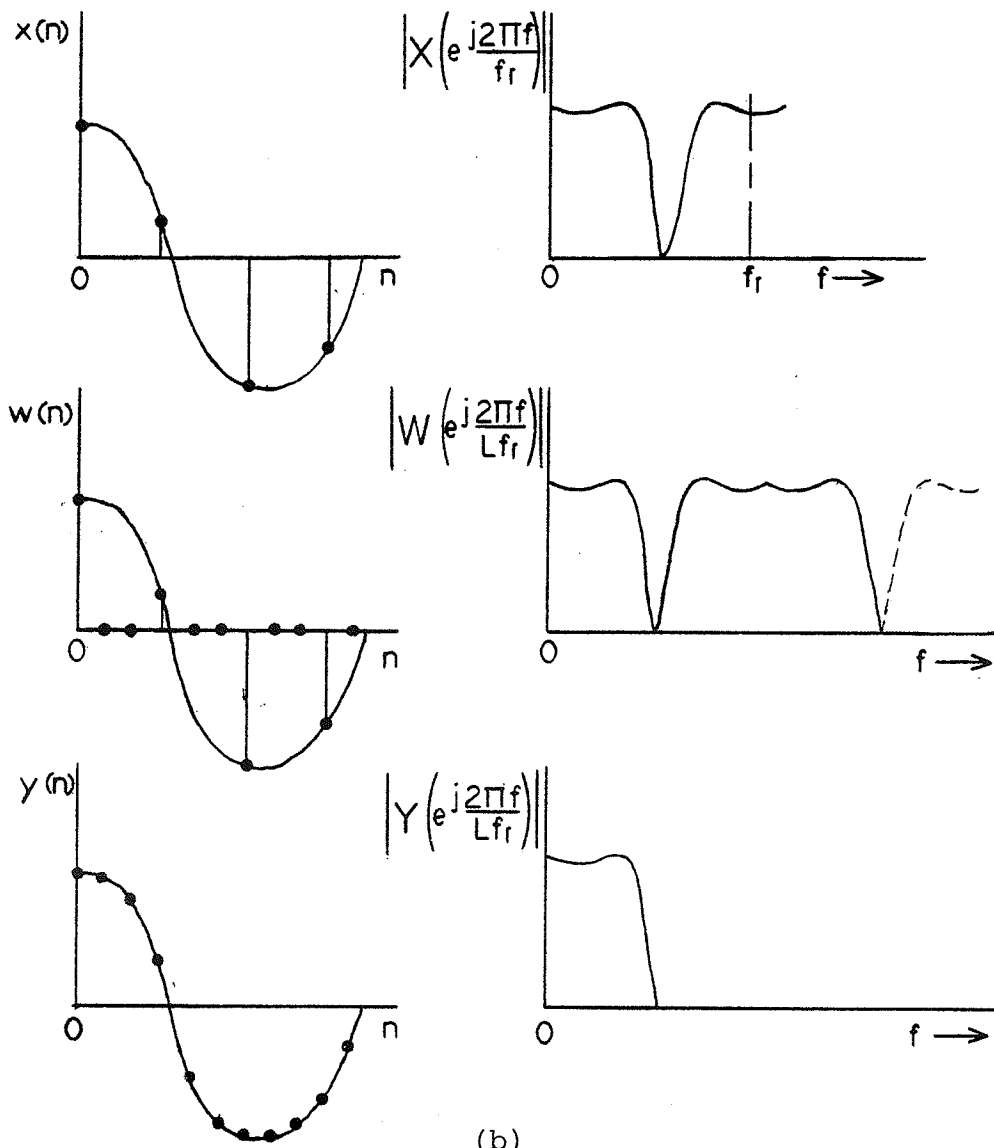 x(n)
|X(e^{j2Πf/f_r})|
0
n
0
f_r
f →
w(n)
|W(e^{j2Πf/Lf_r})|
0
n
0
f →
y(n)
|Y(e^{j2Πf/Lf_r})|
0
n
0
f →
(b)